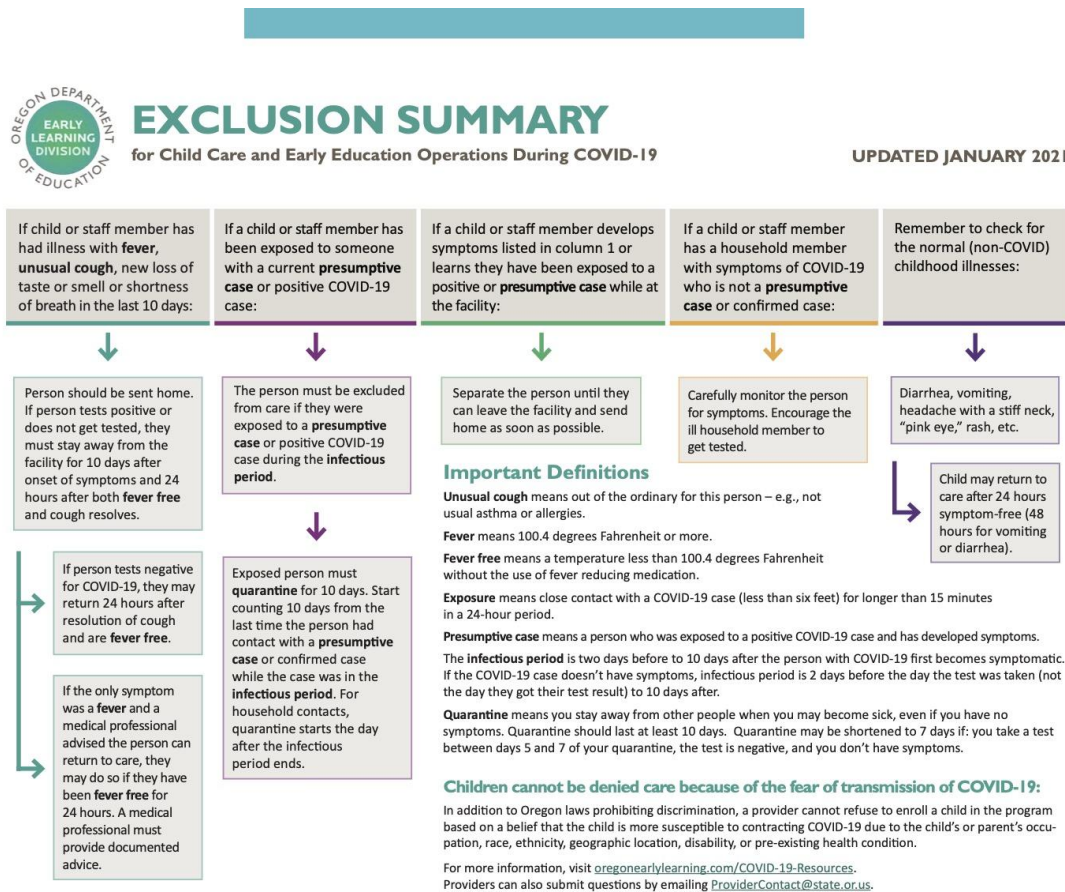 OREGON DEPARTMENT OF EDUCATION
EARLY
LEARNING
DIVISION
EXCLUSION SUMMARY
for Child Care and Early Education Operations During COVID-19
UPDATED JANUARY 2021
If child or staff member has
had illness with fever,
unusual cough, new loss of
taste or smell or shortness
of breath in the last 10 days:
Person should be sent home.
If person tests positive or
does not get tested, they
must stay away from the
facility for 10 days after
onset of symptoms and 24
hours after both fever free
and cough resolves.
If person tests negative
for COVID-19, they may
return 24 hours after
resolution of cough
and are fever free.
If the only symptom
was a fever and a
medical professional
advised the person can
return to care, they
may do so if they have
been fever free for
24 hours. A medical
professional must
provide documented
advice.
If a child or staff member has
been exposed to someone
with a current presumptive
case or positive COVID-19
case:
The person must be excluded
from care if they were
exposed to a presumptive
case or positive COVID-19
case during the infectious
period.
Exposed person must
quarantine for 10 days. Start
counting 10 days from the
last time the person had
contact with a presumptive
case or confirmed case
while the case was in the
infectious period. For
household contacts,
quarantine starts the day
after the infectious
period ends.
If a child or staff member develops
symptoms listed in column 1 or
learns they have been exposed to a
positive or presumptive case while at
the facility:
Separate the person until they
can leave the facility and send
home as soon as possible.
If a child or staff member
has a household member
with symptoms of COVID-19
who is not a presumptive
case or confirmed case:
Carefully monitor the person
for symptoms. Encourage the
ill household member to
get tested.
Remember to check for
the normal (non-COVID)
childhood illnesses:
Diarrhea, vomiting,
headache with a stiff neck,
“pink eye,” rash, etc.
Child may return to
care after 24 hours
symptom-free (48
hours for vomiting
or diarrhea).
Important Definitions
Unusual cough means out of the ordinary for this person – e.g., not
usual asthma or allergies.
Fever means 100.4 degrees Fahrenheit or more.
Fever free means a temperature less than 100.4 degrees Fahrenheit
without the use of fever reducing medication.
Exposure means close contact with a COVID-19 case (less than six feet) for longer than 15 minutes
in a 24-hour period.
Presumptive case means a person who was exposed to a positive COVID-19 case and has developed symptoms.
The infectious period is two days before to 10 days after the person with COVID-19 first becomes symptomatic.
If the COVID-19 case doesn’t have symptoms, infectious period is 2 days before the day the test was taken (not
the day they got their test result) to 10 days after.
Quarantine means you stay away from other people when you may become sick, even if you have no
symptoms. Quarantine should last at least 10 days. Quarantine may be shortened to 7 days if: you take a test
between days 5 and 7 of your quarantine, the test is negative, and you don’t have symptoms.
Children cannot be denied care because of the fear of transmission of COVID-19:
In addition to Oregon laws prohibiting discrimination, a provider cannot refuse to enroll a child in the program
based on a belief that the child is more susceptible to contracting COVID-19 due to the child’s or parent’s occu-
pation, race, ethnicity, geographic location, disability, or pre-existing health condition.
For more information, visit oregonearlylearning.com/COVID-19-Resources.
Providers can also submit questions by emailing ProviderContact@state.or.us.